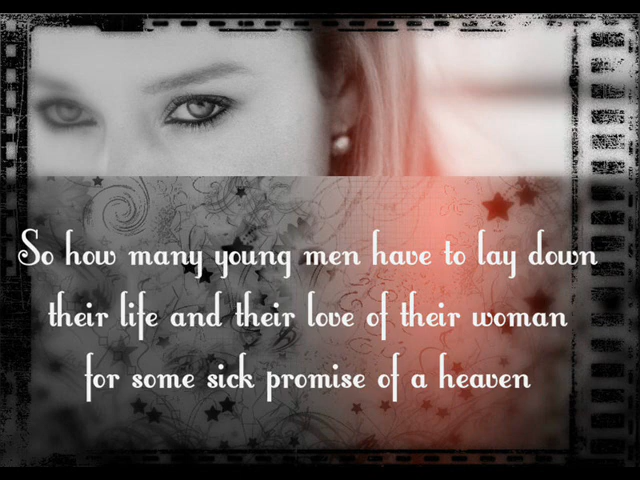 So how many young men have to lay down
their life and their love of their woman
for some sick promise of a heaven